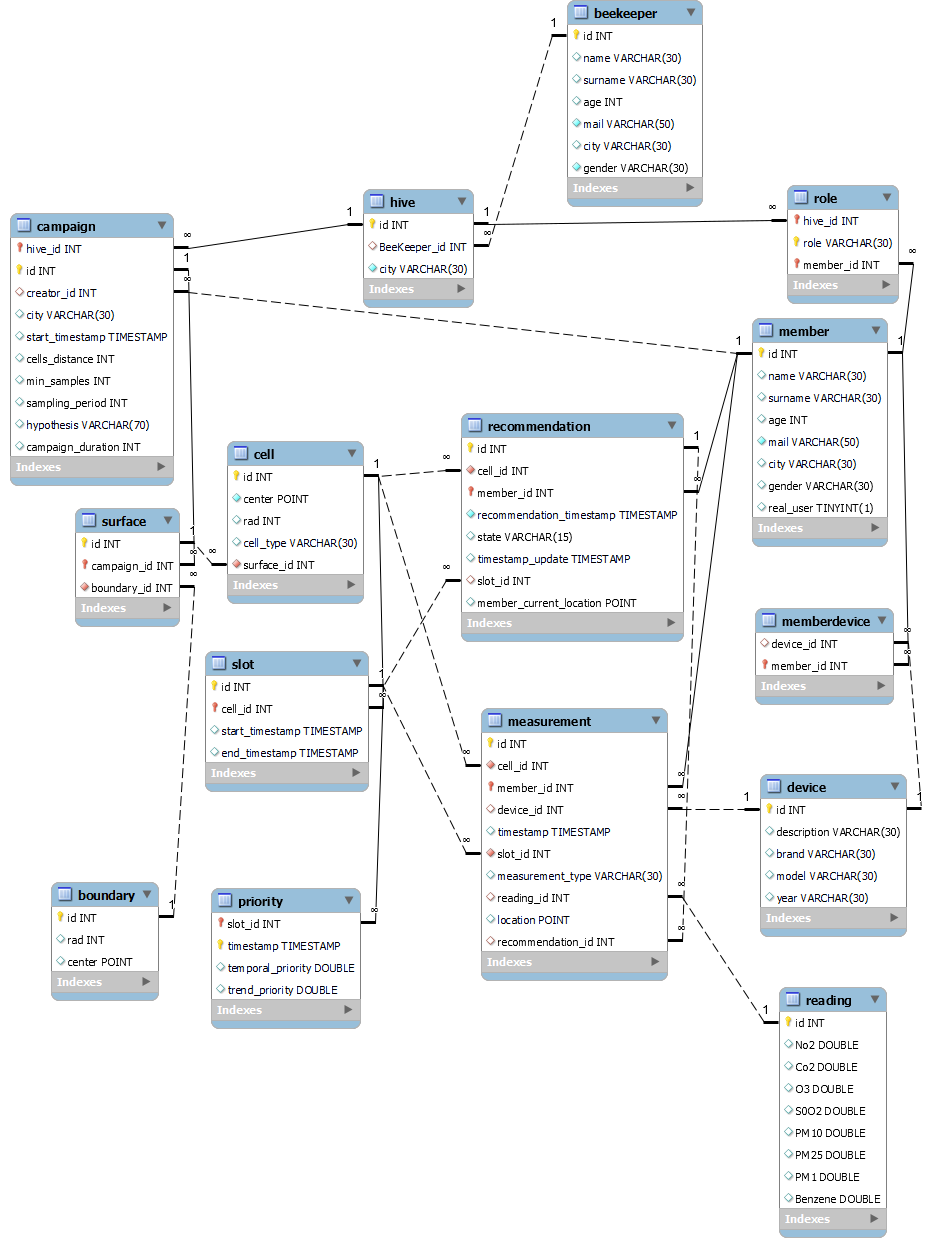 beekeeper
id INT
name VARCHAR(30)
surname VARCHAR(30)
age INT
mail VARCHAR(50)
city VARCHAR(30)
gender VARCHAR(30)
Indexes
1
hive
id INT
BeeKeeper_id INT
city VARCHAR(30)
Indexes
1
1
∞
role
hive_id INT
role VARCHAR(30)
member_id INT
Indexes
∞
∞
campaign
hive_id INT
id INT
creator_id INT
city VARCHAR(30)
start_timestamp TIMESTAMP
cells_distance INT
min_samples INT
sampling_period INT
hypothesis VARCHAR(70)
campaign_duration INT
Indexes
∞
1
∞
member
id INT
name VARCHAR(30)
surname VARCHAR(30)
age INT
mail VARCHAR(50)
city VARCHAR(30)
gender VARCHAR(30)
real_user TINYINT(1)
Indexes
1
1
recommendation
id INT
cell_id INT
member_id INT
recommendation_timestamp TIMESTAMP
state VARCHAR(15)
timestamp_update TIMESTAMP
slot_id INT
member_current_location POINT
Indexes
∞
∞
1
∞
cell
id INT
center POINT
rad INT
cell_type VARCHAR(30)
surface_id INT
Indexes
1
∞
surface
id INT
campaign_id INT
boundary_id INT
Indexes
1
∞
∞
memberdevice
device_id INT
member_id INT
Indexes
∞
∞
slot
id INT
cell_id INT
start_timestamp TIMESTAMP
end_timestamp TIMESTAMP
Indexes
1
∞
measurement
id INT
cell_id INT
member_id INT
device_id INT
timestamp TIMESTAMP
slot_id INT
measurement_type VARCHAR(30)
reading_id INT
location POINT
recommendation_id INT
Indexes
∞
∞
∞
∞
∞
∞
device
id INT
description VARCHAR(30)
brand VARCHAR(30)
model VARCHAR(30)
year VARCHAR(30)
Indexes
1
1
boundary
id INT
rad INT
center POINT
Indexes
1
priority
slot_id INT
timestamp TIMESTAMP
temporal_priority DOUBLE
trend_priority DOUBLE
Indexes
∞
reading
id INT
No2 DOUBLE
Co2 DOUBLE
O3 DOUBLE
S0O2 DOUBLE
PM10 DOUBLE
PM25 DOUBLE
PM1 DOUBLE
Benzene DOUBLE
Indexes
1